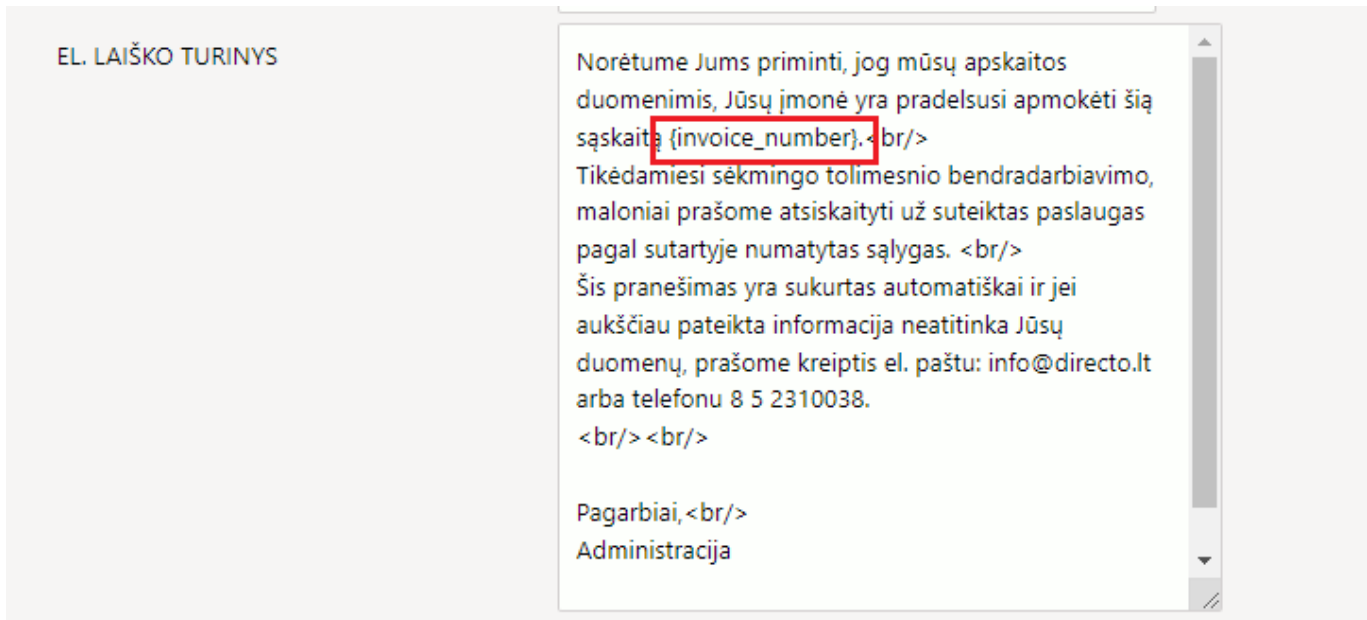 EL. LAIŠKO TURINYS
Norėtume Jums priminti, jog mūsų apskaitos
duomenimis, Jūsų įmonė yra pradelsusi apmokėti šią
sąskaitą {invoice_number}.<br/>
Tikėdamiesi sėkmingo tolimesnio bendradarbiavimo,
maloniai prašome atsiskaityti už suteiktas paslaugas
pagal sutartyje numatytas sąlygas. <br/>
Šis pranešimas yra sukurtas automatiškai ir jei
aukščiau pateikta informacija neatitinka Jūsų
duomenų, prašome kreiptis el. paštu: info@directo.lt
arba telefonu 8 5 2310038.
<br/><br/>
Pagarbiai,<br/>
Administracija